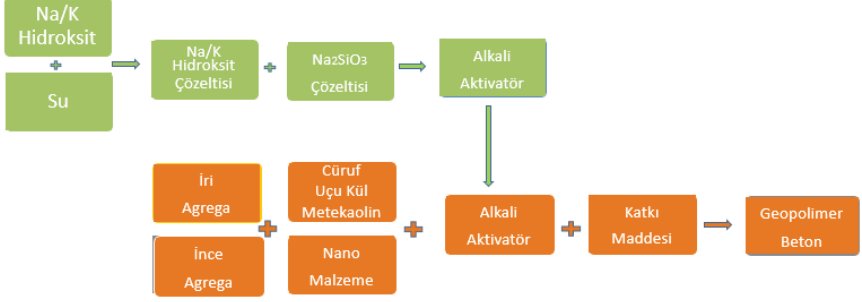 Na/K
Hidroksit
+
Su
Na/K
Hidroksit
Çözeltisi
+
Na2SiO3
Çözeltisi
Alkali
Aktivatör
İri
Agrega
+
İnce
Agrega
Cüruf
Uçu Kül
Metekaolin
Nano
Malzeme
+
Alkali
Aktivatör
+
Katkı
Maddesi
Geopolimer
Beton